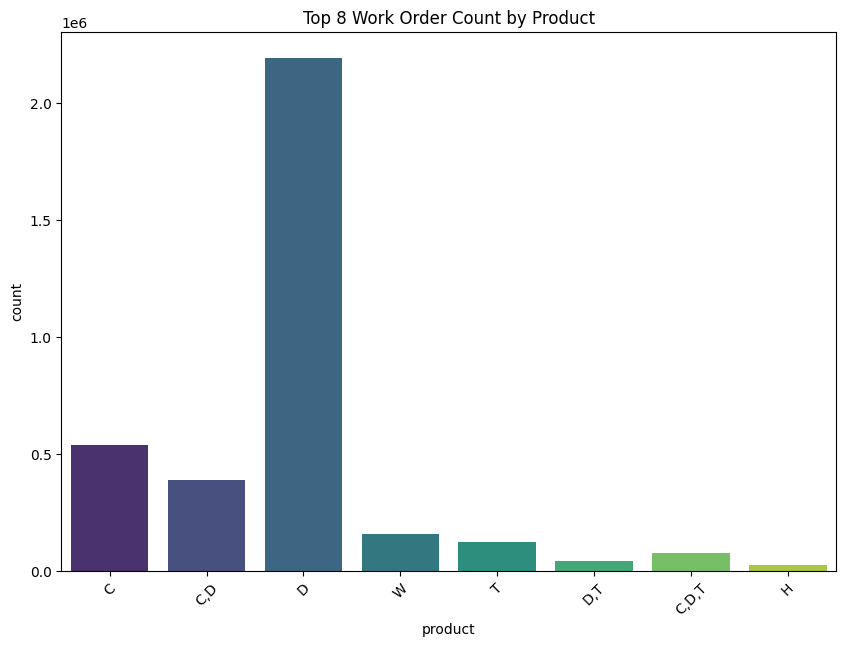 Top 8 Work Order Count by Product
1e6
2.0
1.5
1.0
0.5
0.0
count
C
C,D
D
W
T
D,T
C,D,T
H
product